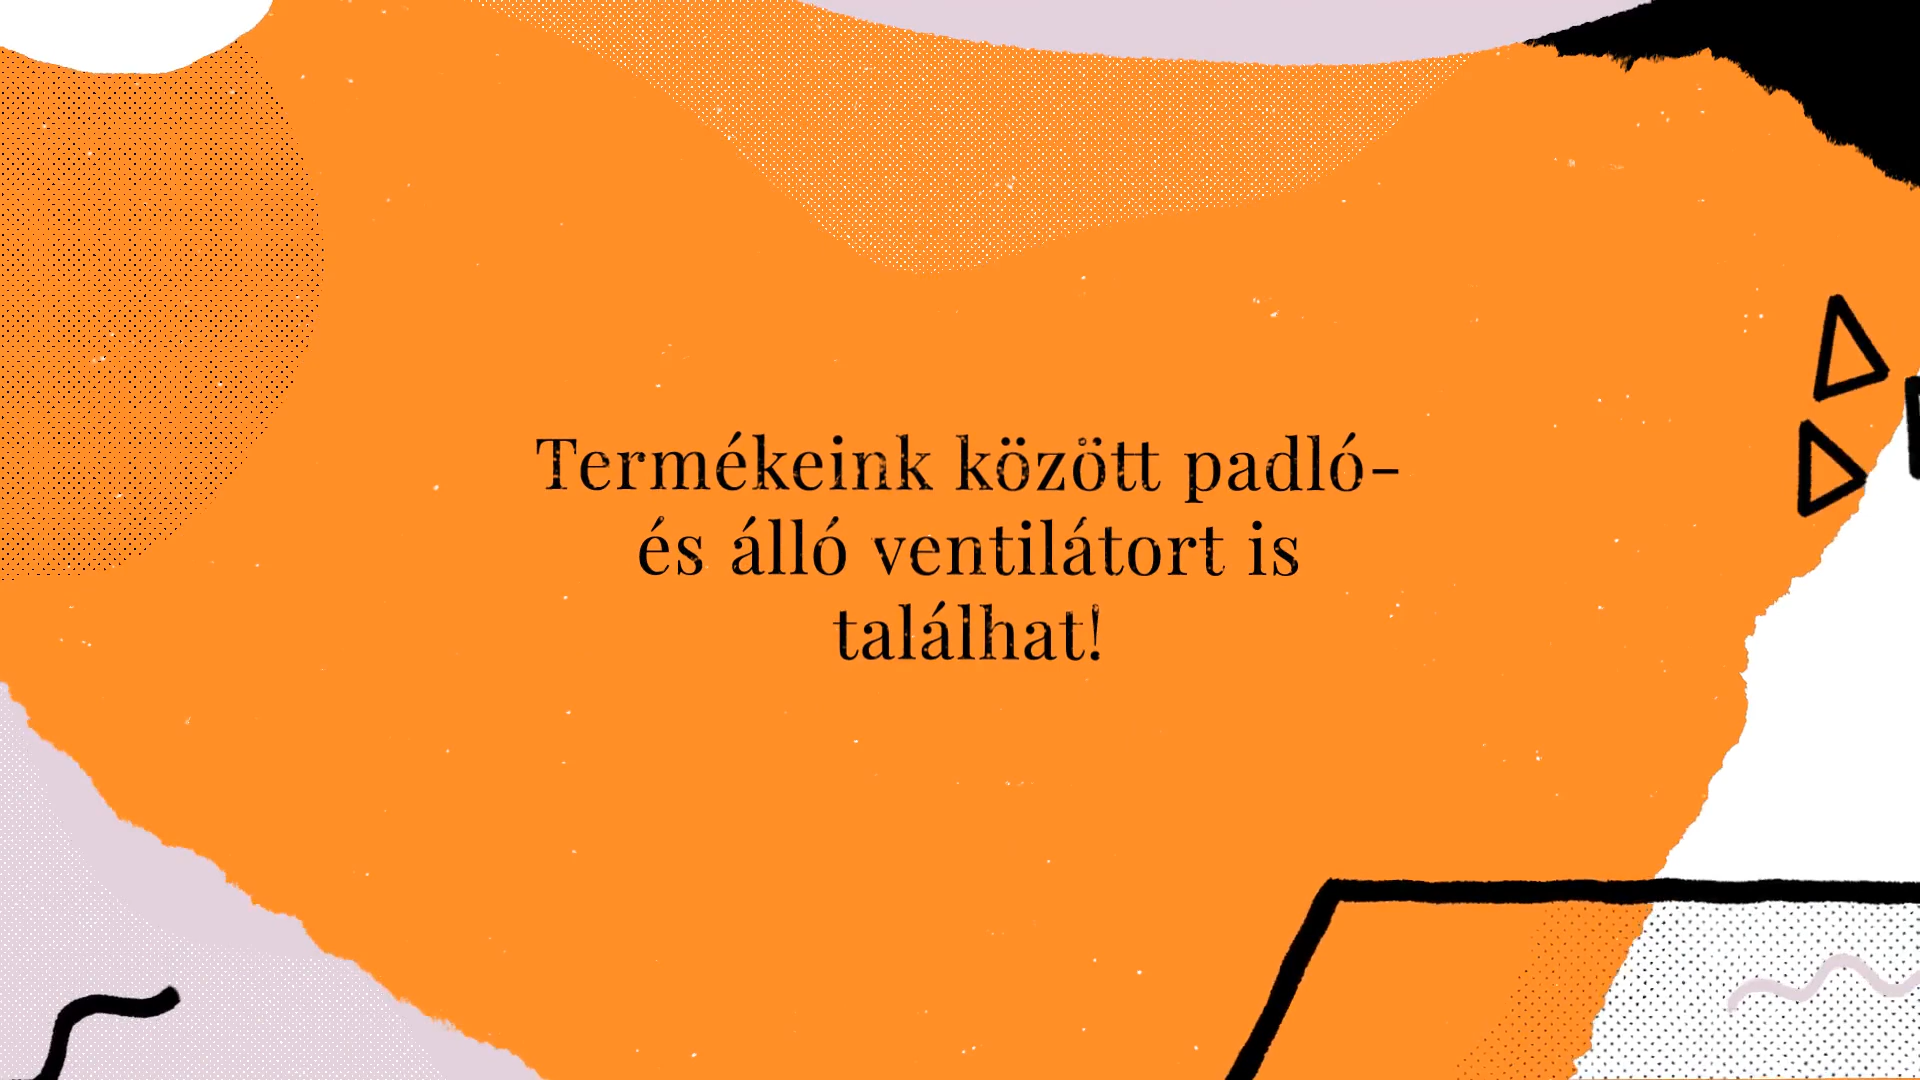 Termékeink között padló-
és álló ventilátort is
találhat!